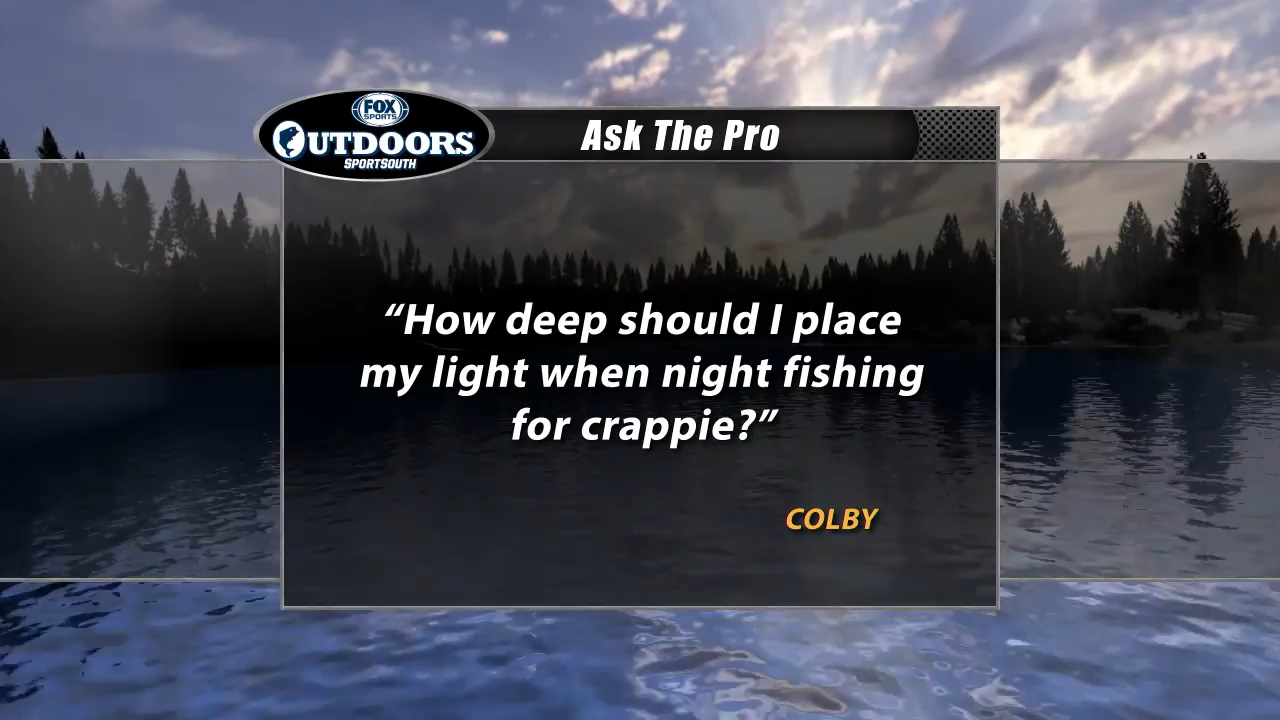 FOX
SPORTS
OUTDOORS
SPORTSOUTH
Ask The Pro
“How deep should I place
my light when night fishing
for crappie?”
COLBY